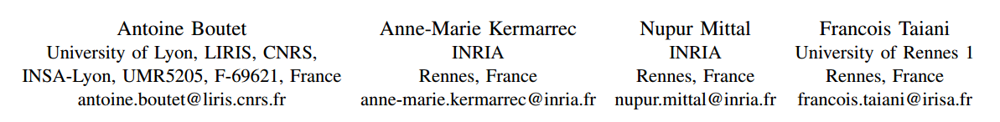 Antoine Boutet
University of Lyon, LIRIS, CNRS,
INSA-Lyon, UMR5205, F-69621, France
antoine.boutet@liris.cnrs.fr
Anne-Marie Kermarrec
INRIA
Rennes, France
anne-marie.kermarrec@inria.fr
Nupur Mittal
INRIA
Rennes, France
nupur.mittal@inria.fr
Francois Taiani
University of Rennes 1
Rennes, France
francois.taiani@irisa.fr